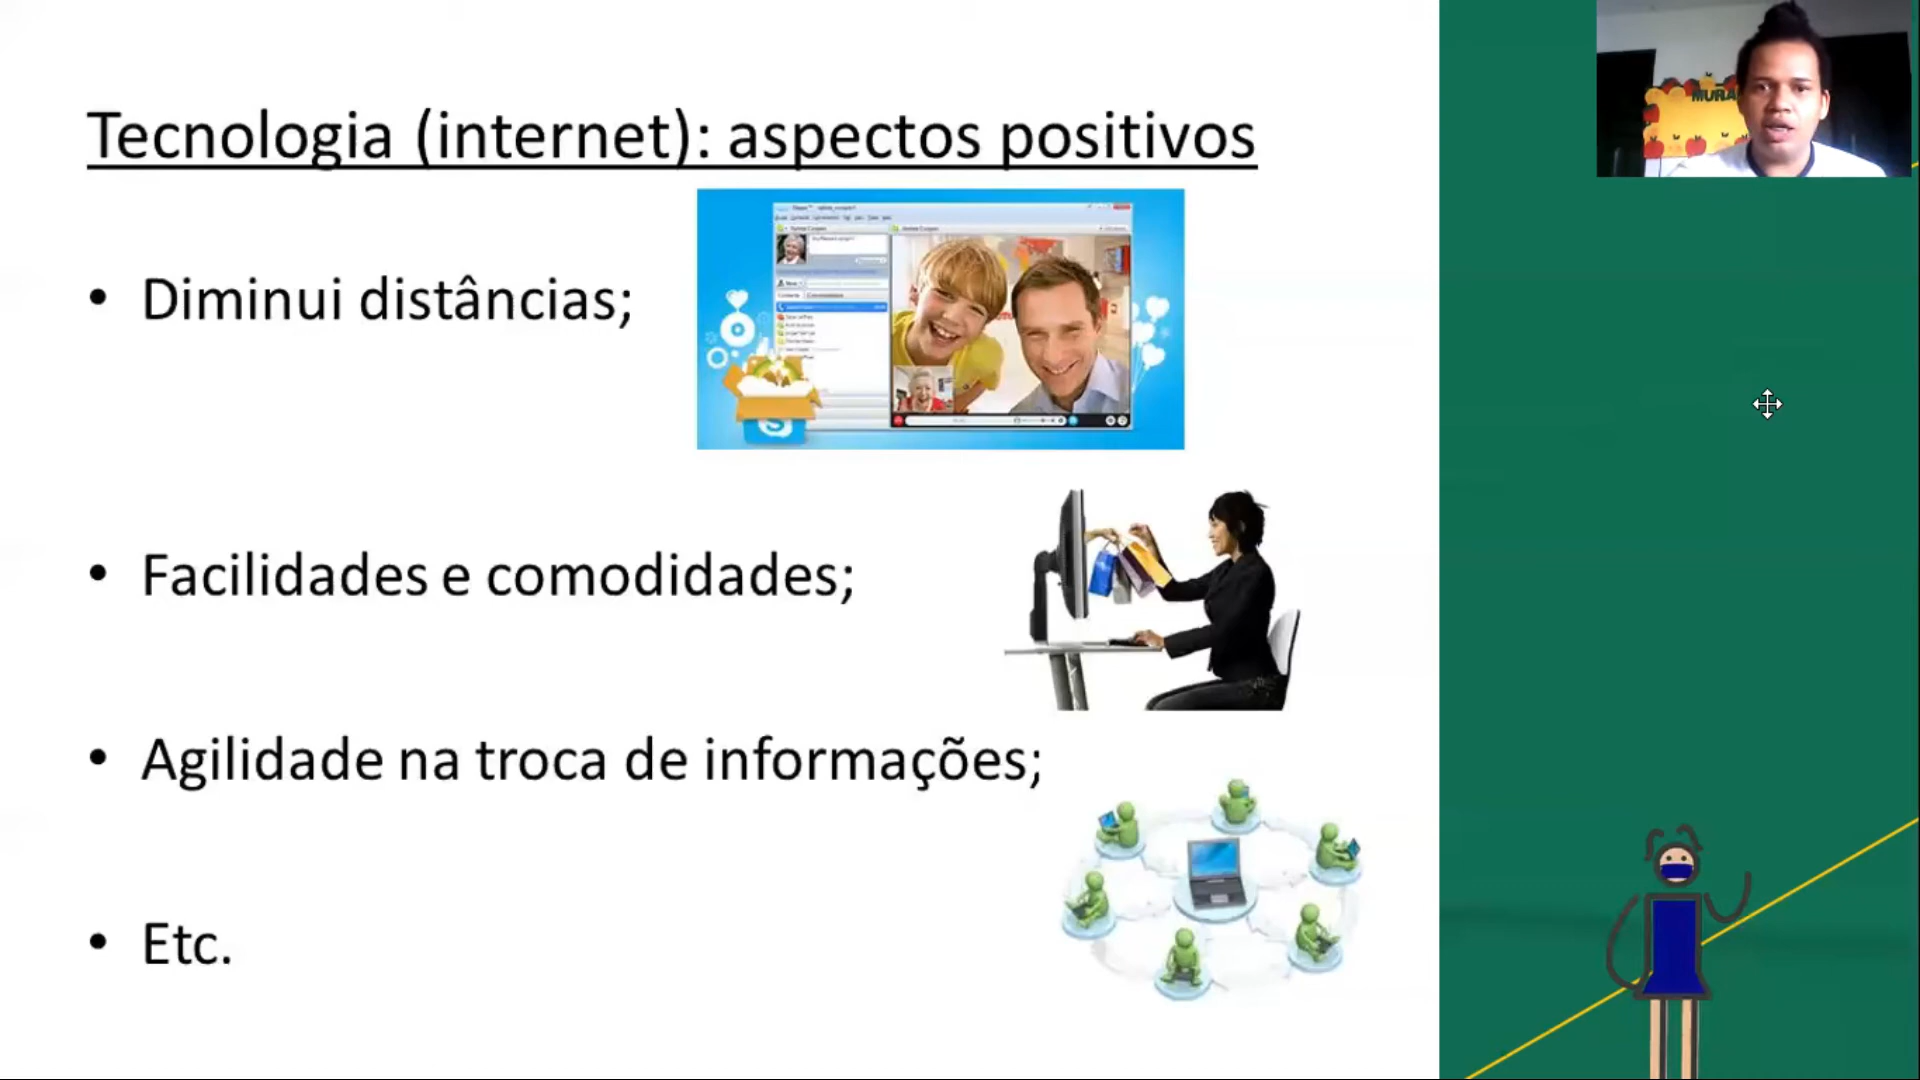 Tecnologia (internet): aspectos positivos
• Diminui distâncias;
• Facilidades e comodidades;
• Agilidade na troca de informações;
• Etc.